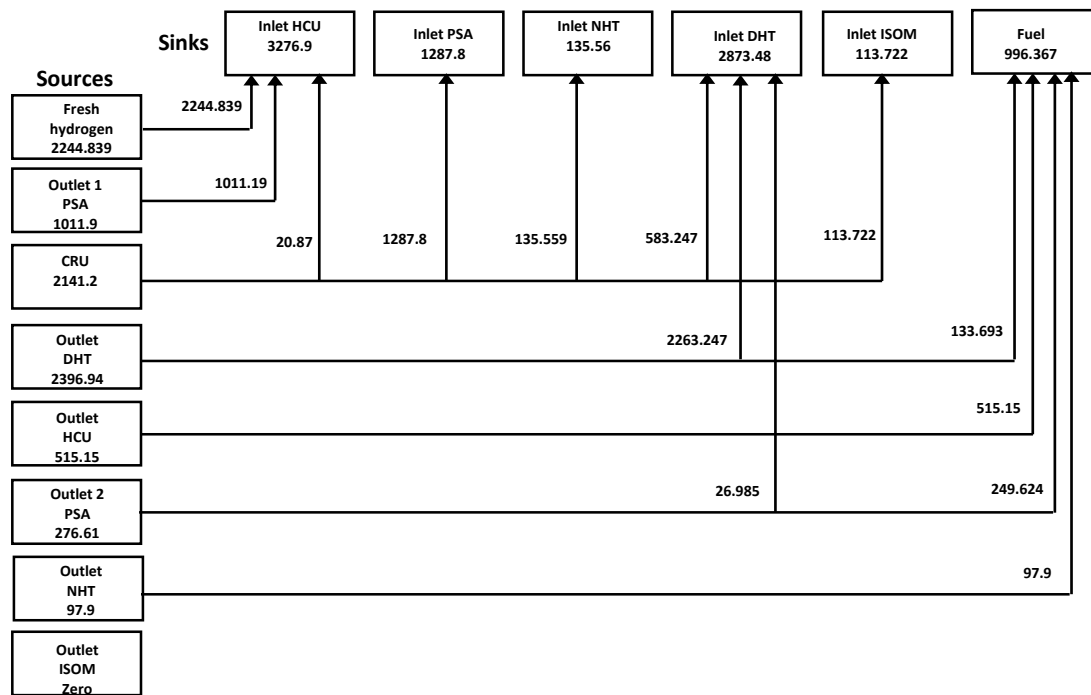 Sinks
Inlet HCU
3276.9
Inlet PSA
1287.8
Inlet NHT
135.56
Inlet DHT
2873.48
Inlet ISOM
113.722
Fuel
996.367
Sources
Fresh
hydrogen
2244.839
2244.839
Outlet 1
PSA
1011.9
1011.19
CRU
2141.2
20.87
1287.8
135.559
583.247
113.722
Outlet
DHT
2396.94
2263.247
133.693
Outlet
HCU
515.15
515.15
Outlet 2
PSA
276.61
26.985
249.624
Outlet
NHT
97.9
97.9
Outlet
ISOM
Zero